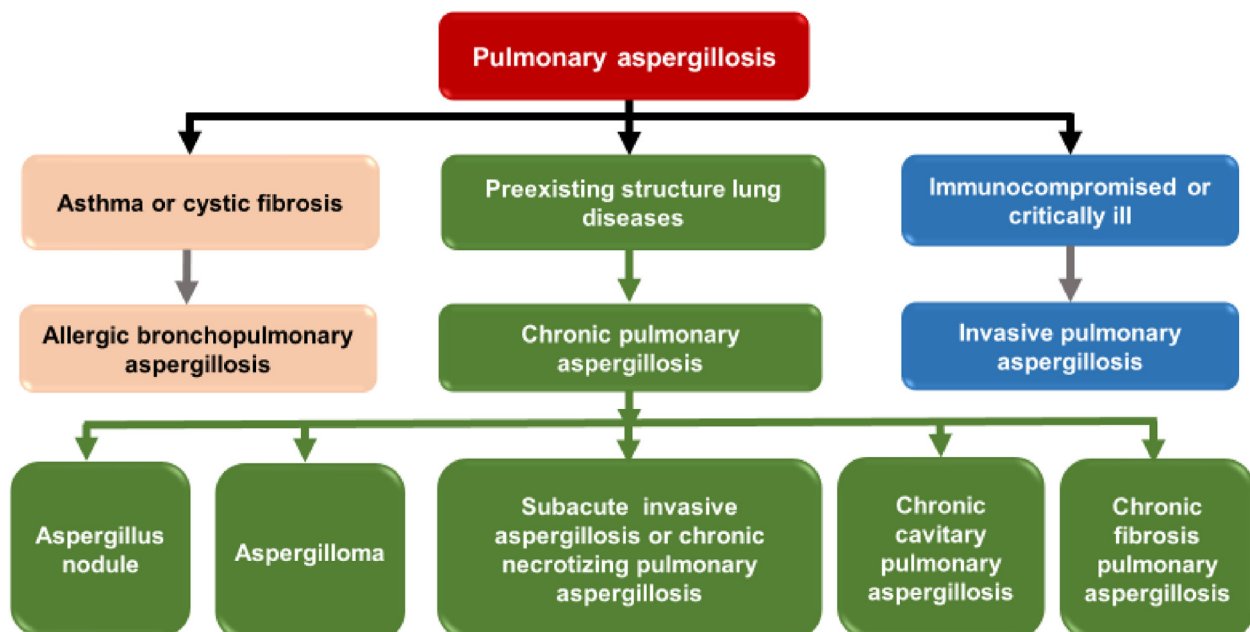 Pulmonary aspergillosis
Asthma or cystic fibrosis
Preexisting structure lung
diseases
Immunocompromised or
critically ill
Allergic bronchopulmonary
aspergillosis
Chronic pulmonary
aspergillosis
Invasive pulmonary
aspergillosis
Aspergillus
nodule
Aspergilloma
Subacute invasive
aspergillosis or chronic
necrotizing pulmonary
aspergillosis
Chronic
cavitary
pulmonary
aspergillosis
Chronic
fibrosis
pulmonary
aspergillosis